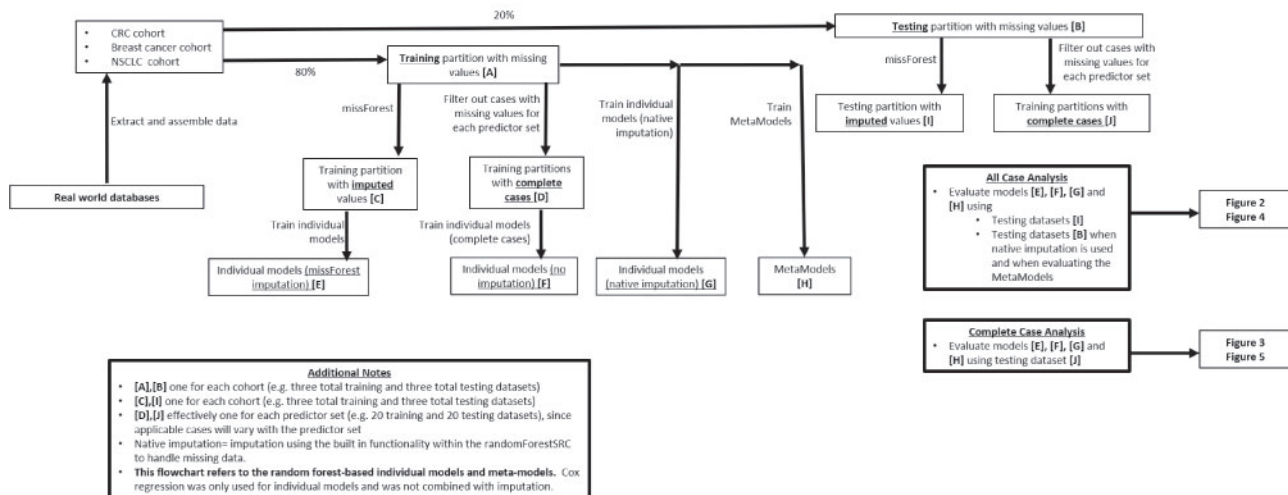 20%
• CRC cohort
• Breast cancer cohort
• NSCLC cohort
80%
Extract and assemble data
Real world databases
Training partition with missing
values [A]
missForest
Filter out cases with
missing values for
each predictor set
Train individual
models (native
imputation)
Train
MetaModels
Training partition
with imputed
values [C]
Training partitions
with complete
cases [D]
Train individual
models
Train individual models
(complete cases)
Individual models (missForest
imputation) [E]
Individual models (no
imputation) [F]
Individual models
(native imputation) [G]
MetaModels
[H]
Testing partition with missing values [B]
missForest
Filter out cases with
missing values for
each predictor set
Testing partition with
imputed values [I]
Training partitions with
complete cases [J]
All Case Analysis
• Evaluate models [E], [F], [G] and
[H] using
• Testing datasets [I]
• Testing datasets [B] when
native imputation is used
and when evaluating the
MetaModels
Figure 2
Figure 4
Complete Case Analysis
• Evaluate models [E], [F], [G] and
[H] using testing dataset [J]
Figure 3
Figure 5
Additional Notes
• [A],[B] one for each cohort (e.g. three total training and three total testing datasets)
• [C],[I] one for each cohort (e.g. three total training and three total testing datasets)
• [D],[J] effectively one for each predictor set (e.g. 20 training and 20 testing datasets), since
applicable cases will vary with the predictor set
• Native imputation= imputation using the built in functionality within the randomForestSRC
to handle missing data.
• This flowchart refers to the random forest-based individual models and meta-models. Cox
regression was only used for individual models and was not combined with imputation.